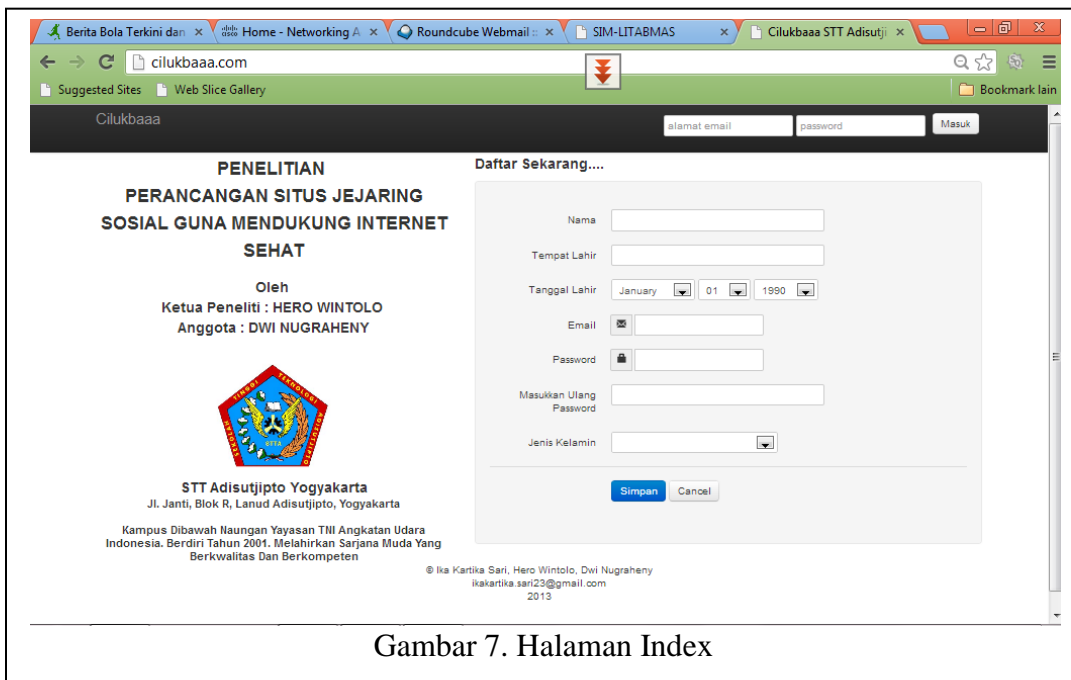 Berita Bola Terkini dan
Home - Networking A
Roundcube Webmail ::
SIM-LITABMAS
Cilukbaaa STT Adisutji
cilukbaaa.com
Suggested Sites
Web Slice Gallery
Bookmark lain
Cilukbaaa
alamat email
password
Masuk
PENELITIAN
PERANCANGAN SITUS JEJARING
SOSIAL GUNA MENDUKUNG INTERNET
SEHAT
Oleh
Ketua Peneliti : HERO WINTOLO
Anggota : DWI NUGRAHENY
SEKOLAH TINGGI TEKNOLOGI ADISUTJIPTO
STTA
STT Adisutjipto Yogyakarta
Jl. Janti, Blok R, Lanud Adisutjipto, Yogyakarta
Kampus Dibawah Naungan Yayasan TNI Angkatan Udara
Indonesia. Berdiri Tahun 2001. Melahirkan Sarjana Muda Yang
Berkwalitas Dan Berkompeten
Daftar Sekarang....
Nama
Tempat Lahir
Tanggal Lahir January 01 1990
Email
Password
Masukkan Ulang
Password
Jenis Kelamin
Simpan Cancel
© Ika Kartika Sari, Hero Wintolo, Dwi Nugraheny
ikakartika.sari23@gmail.com
2013
Gambar 7. Halaman Index